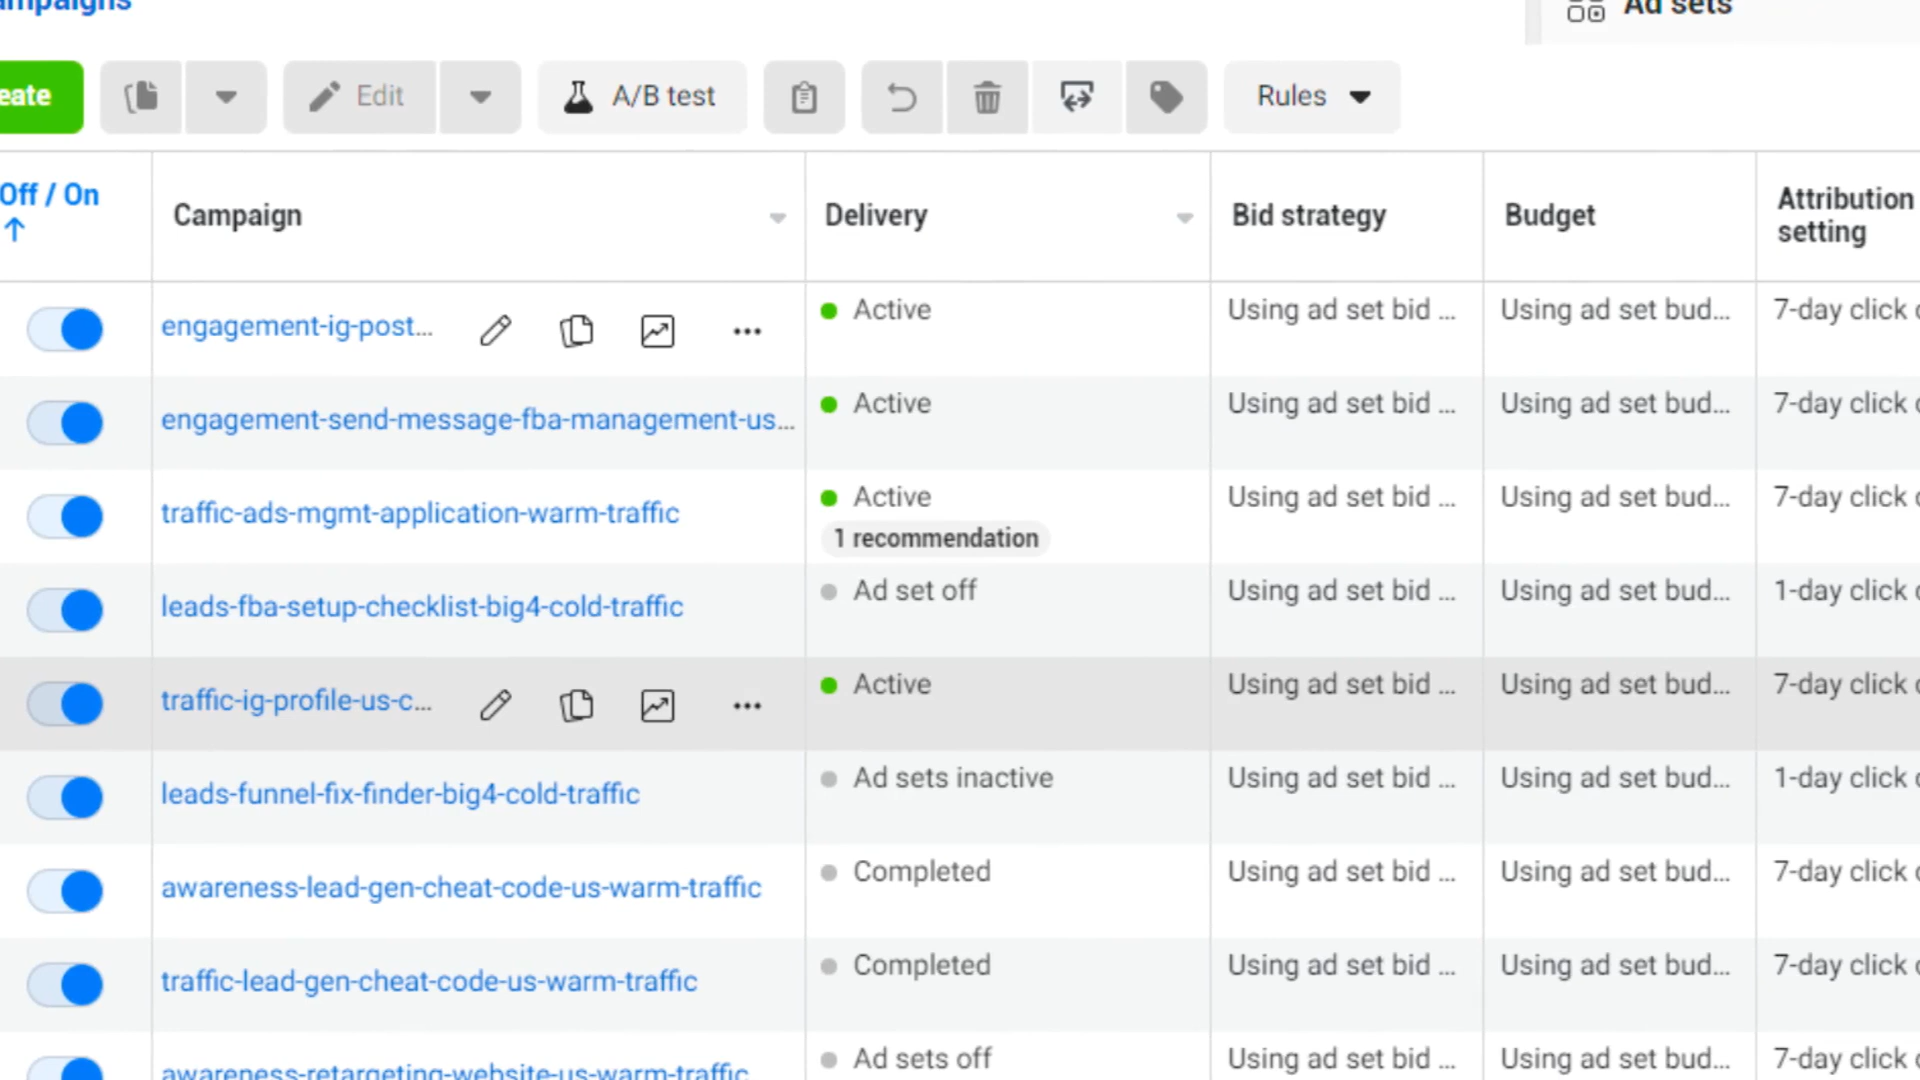 Ad sets
Edit
A/B test
Rules
Off / On
Campaign
Delivery
Bid strategy
Budget
Attribution
setting
engagement-ig-post...
Active
Using ad set bid ...
Using ad set bud...
7-day click
engagement-send-message-fba-management-us...
Active
Using ad set bid ...
Using ad set bud...
7-day click
traffic-ads-mgmt-application-warm-traffic
Active
1 recommendation
Using ad set bid ...
Using ad set bud...
7-day click
leads-fba-setup-checklist-big4-cold-traffic
Ad set off
Using ad set bid ...
Using ad set bud...
1-day click
traffic-ig-profile-us-c...
Active
Using ad set bid ...
Using ad set bud...
7-day click
leads-funnel-fix-finder-big4-cold-traffic
Ad sets inactive
Using ad set bid ...
Using ad set bud...
1-day click
awareness-lead-gen-cheat-code-us-warm-traffic
Completed
Using ad set bid ...
Using ad set bud...
7-day click
traffic-lead-gen-cheat-code-us-warm-traffic
Completed
Using ad set bid ...
Using ad set bud...
7-day click
awareness-retargeting-website-us-warm-traffic
Ad sets off
Using ad set bid ...
Using ad set bud...
7-day click